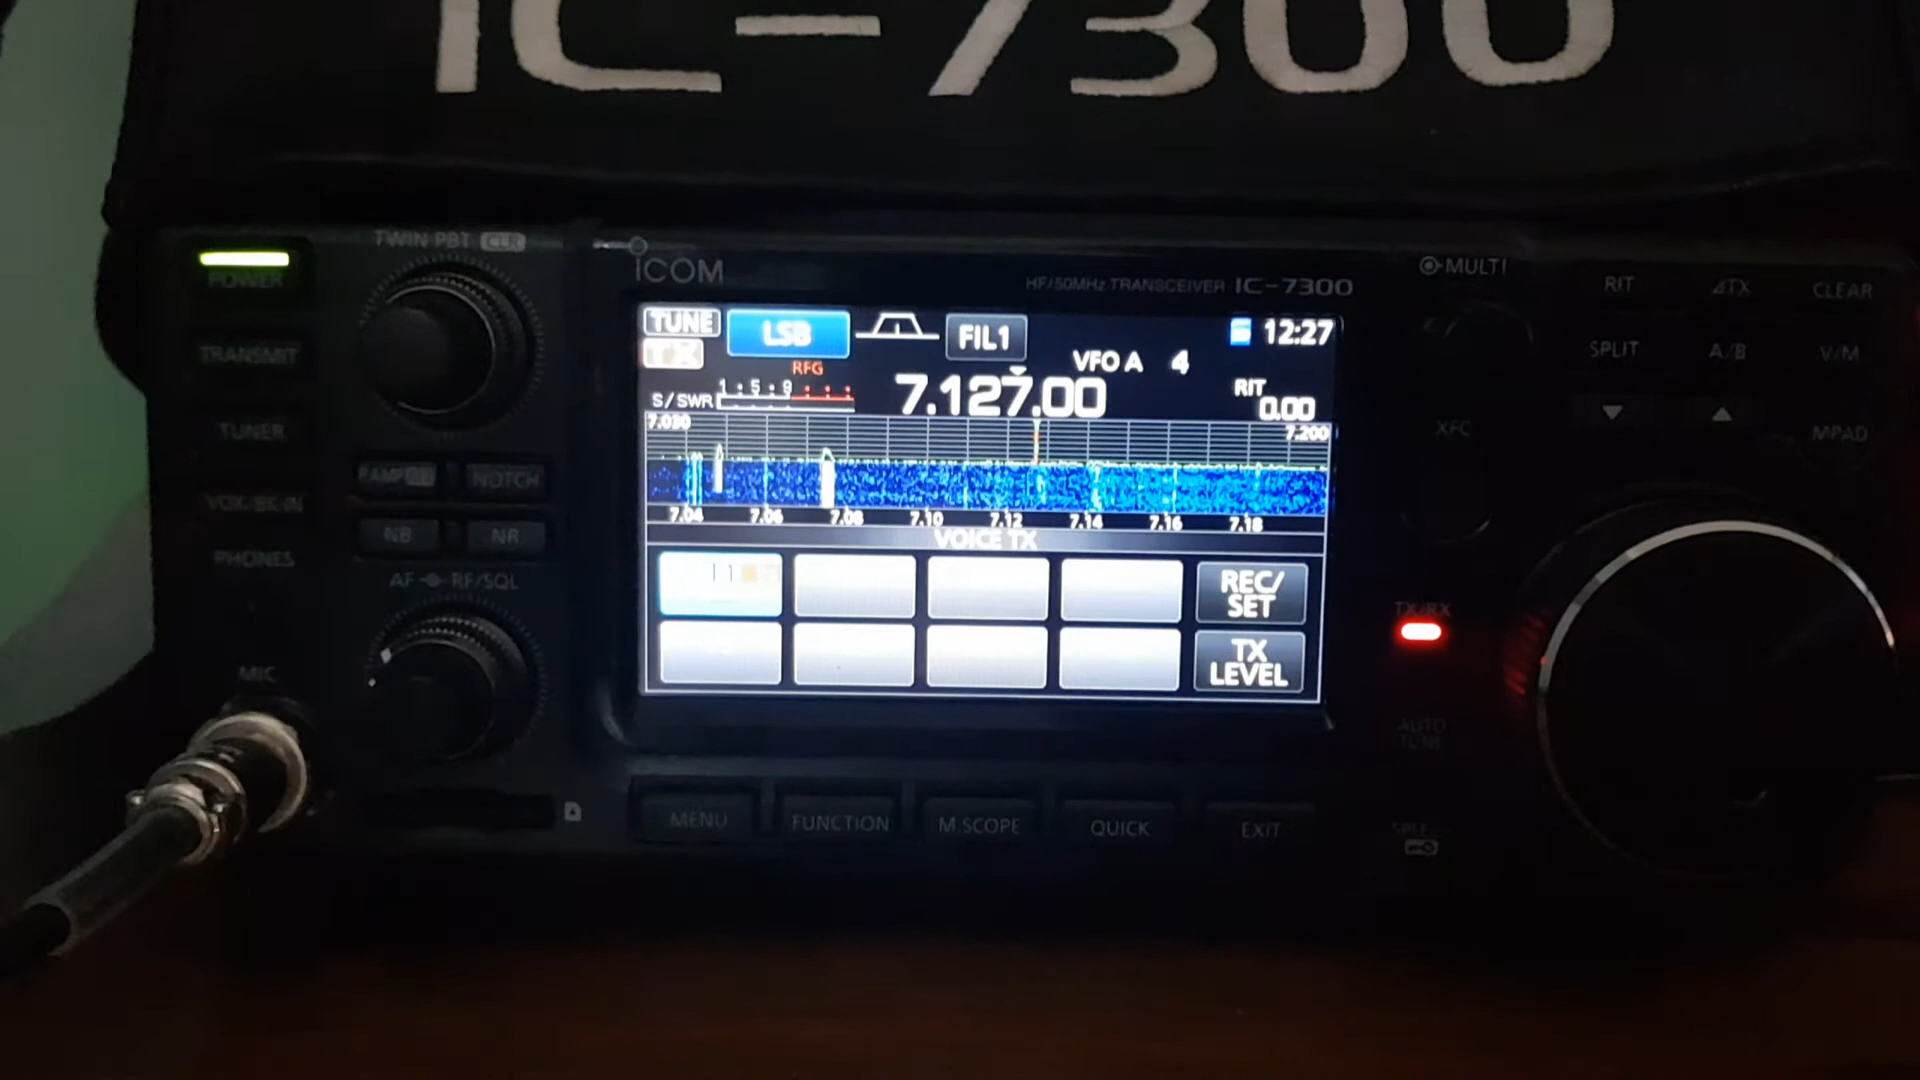 IC-7300
TWIN PBT CLR
POWER
ICOM
HF/50MHz TRANSCEIVER IC-7300
MULTI
RIT
ΔTX
CLEAR
TRANSMIT
TUNE
LSB
FIL1
12:27
TX
RFG
VFO A 4
SPLIT
A/B
V/M
S/SWR
1 5 9
7.127.00
RIT
0.00
TUNER
7.030
7.200
XFC
MPAD
P.AMP
NOTCH
VOX/BK-IN
7.04 7.06 7.08 7.10 7.12 7.14 7.16 7.18
NB
NR
VOICE TX
PHONES
AF RF/SQL
T1
REC/
SET
TX/RX
MIC
TX
LEVEL
AUTO
TUNE
MENU
FUNCTION
M.SCOPE
QUICK
EXIT